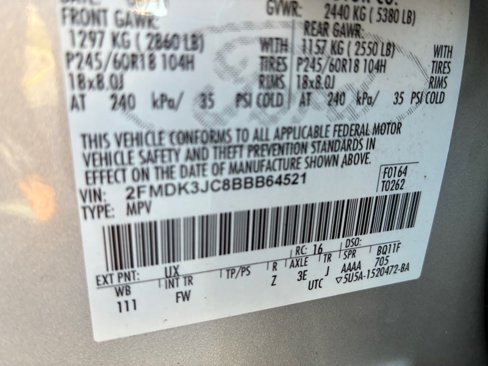 FRONT GAWR:
1297 KG ( 2860 LB)
P245/60R18 104H
18x8.0J
AT 240 kPa/ 35 PSI COLD
WITH
TIRES
RIMS
GVWR: 2440 KG ( 5380 LB)
REAR GAWR:
1157 KG ( 2550 LB)
P245/60R18 104H
18x8.0J
AT 240 kPa/ 35 PSI COLD
WITH
TIRES
RIMS
THIS VEHICLE CONFORMS TO ALL APPLICABLE FEDERAL MOTOR
VEHICLE SAFETY AND THEFT PREVENTION STANDARDS IN
EFFECT ON THE DATE OF MANUFACTURE SHOWN ABOVE.
VIN: 2FMDK3JC8BBB64521
TYPE: MPV
F0164
T0262
EXT PNT: UX RC: 16 DSO:
WB INT TR TP/PS R AXLE TR SPR BQ11F
111 FW Z 3E J AAAA 705
UTC ▽5U5A-1520472-BA